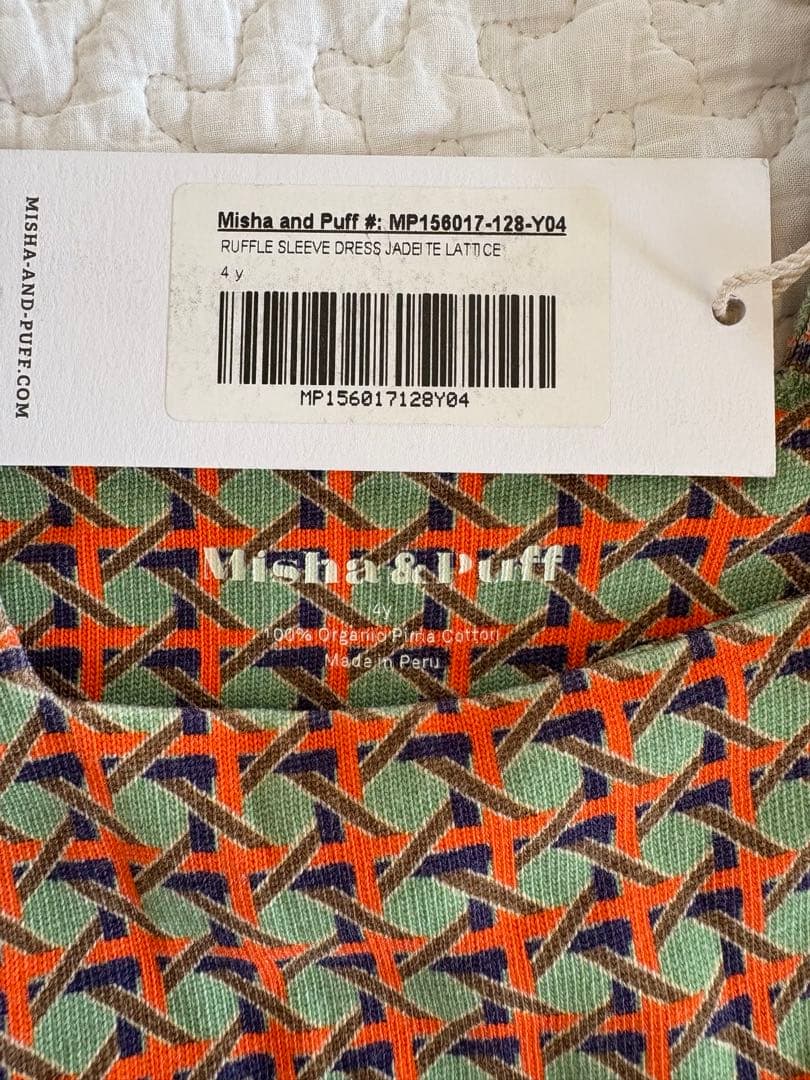 MISHA-AND-PUFF.COM
Misha and Puff #: MP156017-128-Y04
RUFFLE SLEEVE DRESS JADEITE LATTICE
4 y
MP156017128Y04
Misha & Puff
4y
100% Organic Pima Cotton
Made in Peru